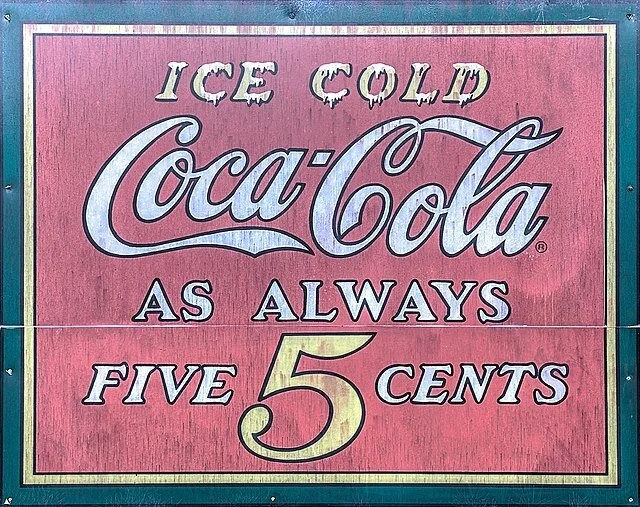 ICE COLD
Coca-Cola®
AS ALWAYS
FIVE 5 CENTS